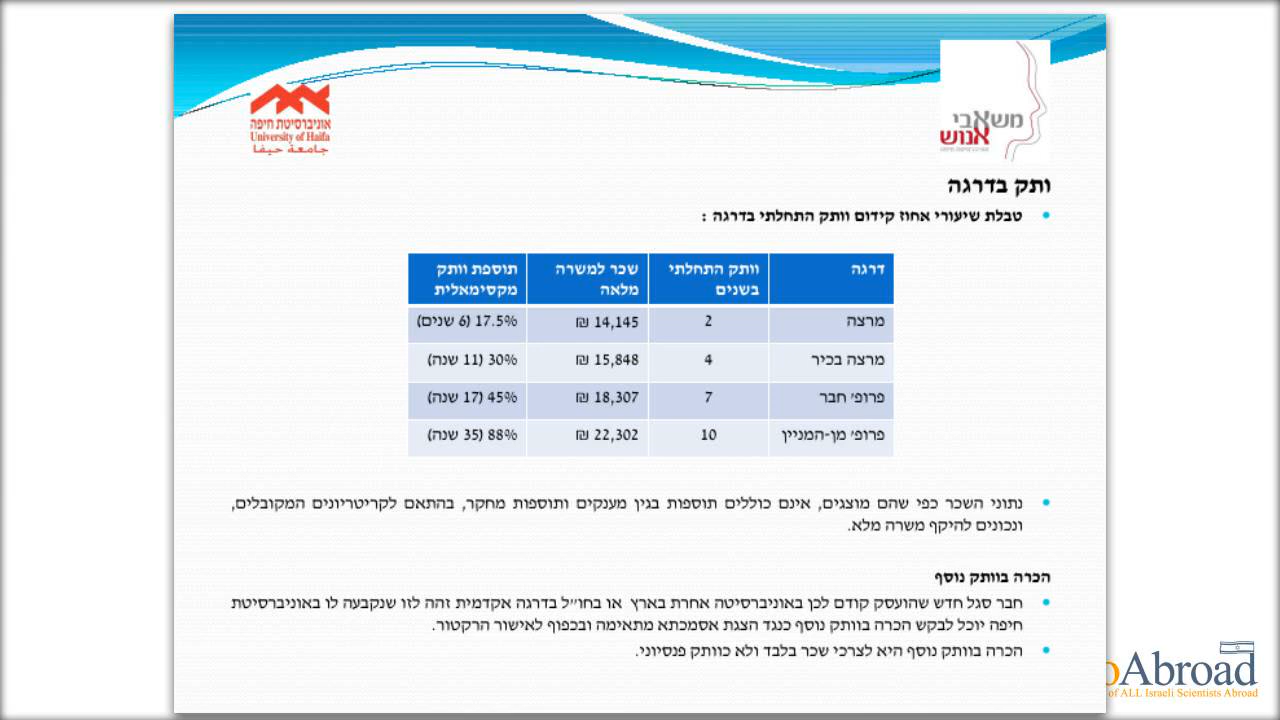 אוניברסיטת חיפה
University of Haifa
جامعة حيفا
משאבי
אנוש
ותק בדרגה
• טבלת שיעורי אחוז קידום וותק התחלתי בדרגה :
דרגה | וותק התחלתי בשנים | שכר למשרה מלאה | תוספת וותק מקסימאלית
מרצה | 2 | 14,145 ₪ | 17.5% (6 שנים)
מרצה בכיר | 4 | 15,848 ₪ | 30% (11 שנה)
פרופ' חבר | 7 | 18,307 ₪ | 45% (17 שנה)
פרופ' מן-המניין | 10 | 22,302 ₪ | 88% (35 שנה)
• נתוני השכר כפי שהם מוצגים, אינם כוללים תוספות בגין מענקים ותוספות מחקר, בהתאם לקריטריונים המקובלים,
ונכונים להיקף משרה מלא.
הכרה בוותק נוסף
• חבר סגל חדש שהועסק קודם לכן באוניברסיטה אחרת בארץ או בחו"ל בדרגה אקדמית זהה לזו שנקבעה לו באוניברסיטת
חיפה יוכל לבקש הכרה בוותק נוסף כנגד הצגת אסמכתא מתאימה ובכפוף לאישור הרקטור.
• הכרה בוותק נוסף היא לצרכי שכר בלבד ולא כוותק פנסיוני.
oAbroad
of ALL Israeli Scientists Abroad